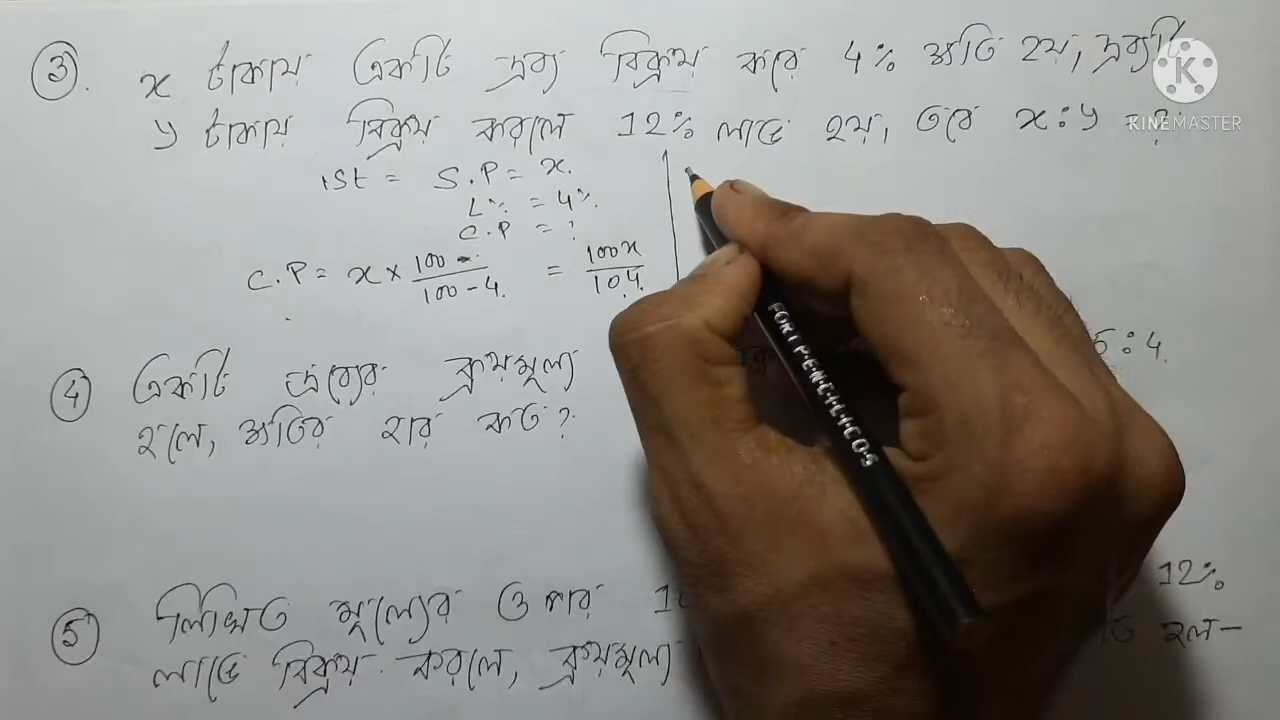 ③. x টাকায় একটি দ্রব্য বিক্রয় করে 4% ক্ষতি হয়, দ্রব্যটি
y টাকায় বিক্রয় করলে 12% লাভ হয়, তবে x:y
1st = S.P = x.
L% = 4%.
C.P = ?
C.P = x × 100 / 100 - 4. = 100x / 104.
④ একটি দ্রব্যের ক্রয়মূল্য : 4.
হলে, ক্ষতির হার কত?
⑤ লিখিত মূল্যের ওপর 12%
লাভে বিক্রয় করলে, ক্রয়মূল্য হল-
KINEMASTER
FORT P.E.N.C.I.L.I.C.O.S